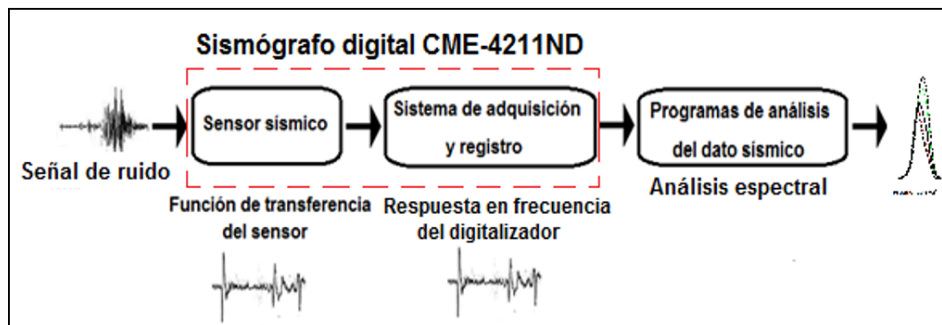 Sismógrafo digital CME-4211ND
Señal de ruido
Sensor sísmico
Sistema de adquisición
y registro
Programas de análisis
del dato sísmico
Análisis espectral
Función de transferencia
del sensor
Respuesta en frecuencia
del digitalizador